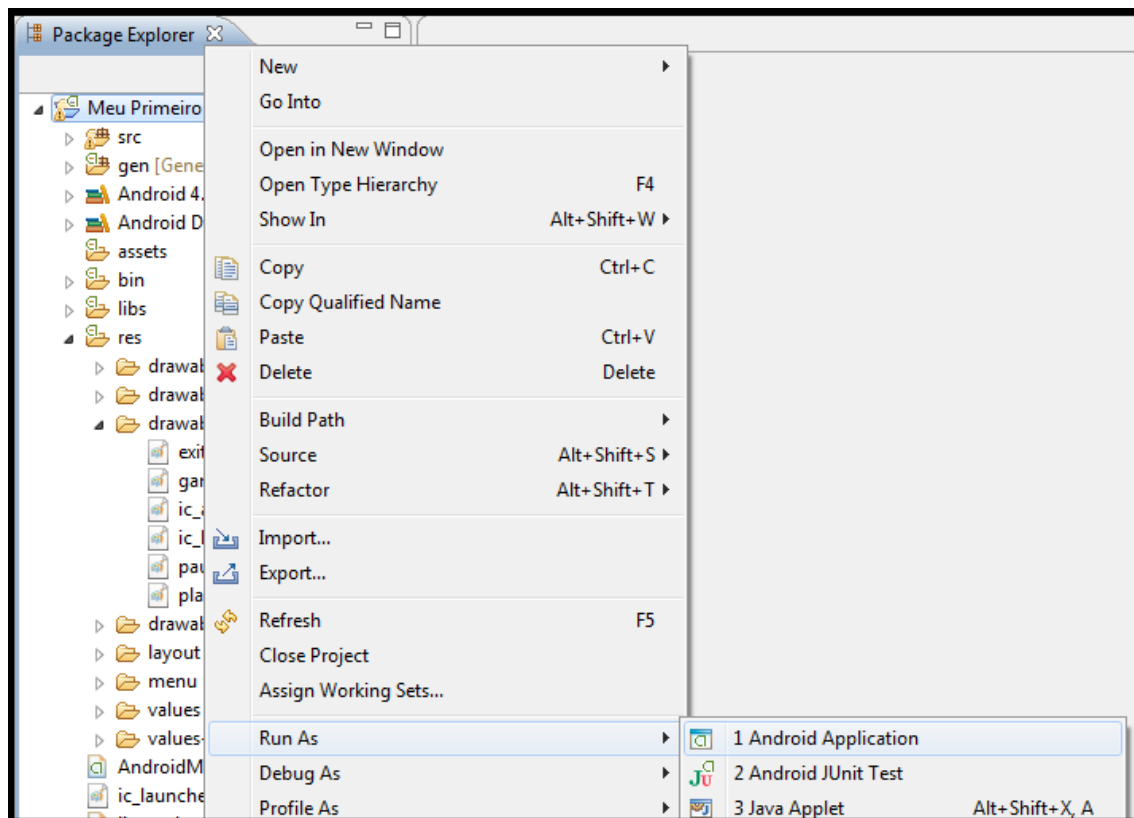 Package Explorer
Meu Primeiro
src
gen [Gene
Android 4.
Android D
assets
bin
libs
res
drawab
drawab
drawab
exit
gar
ic_a
ic_l
pau
pla
drawab
layout
menu
values
values-
AndroidM
ic_launche
New
Go Into
Open in New Window
Open Type Hierarchy F4
Show In Alt+Shift+W
Copy Ctrl+C
Copy Qualified Name
Paste Ctrl+V
Delete Delete
Build Path
Source Alt+Shift+S
Refactor Alt+Shift+T
Import...
Export...
Refresh F5
Close Project
Assign Working Sets...
Run As
Debug As
Profile As
1 Android Application
2 Android JUnit Test
3 Java Applet Alt+Shift+X, A